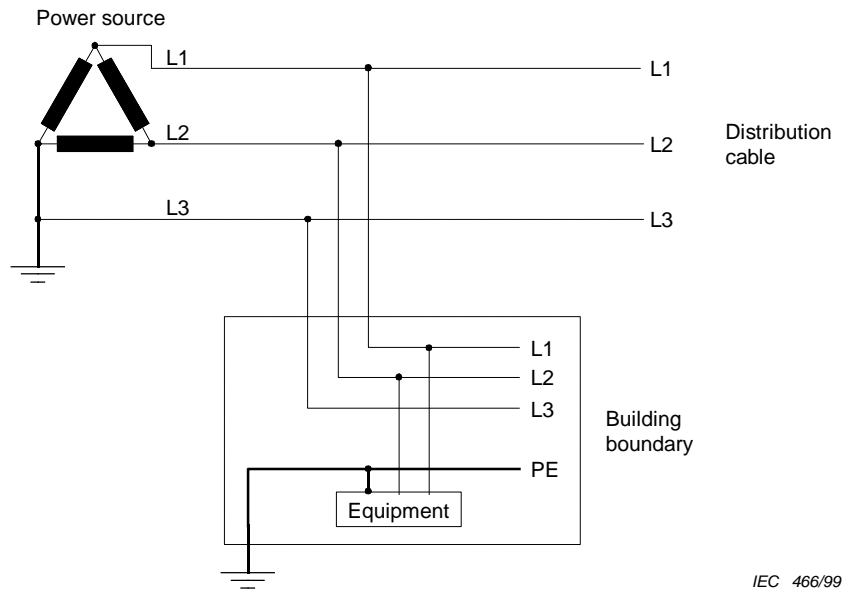 Power source
L1
L1
L2
L2
Distribution
cable
L3
L3
L1
L2
L3
Building
boundary
PE
Equipment
IEC 466/99